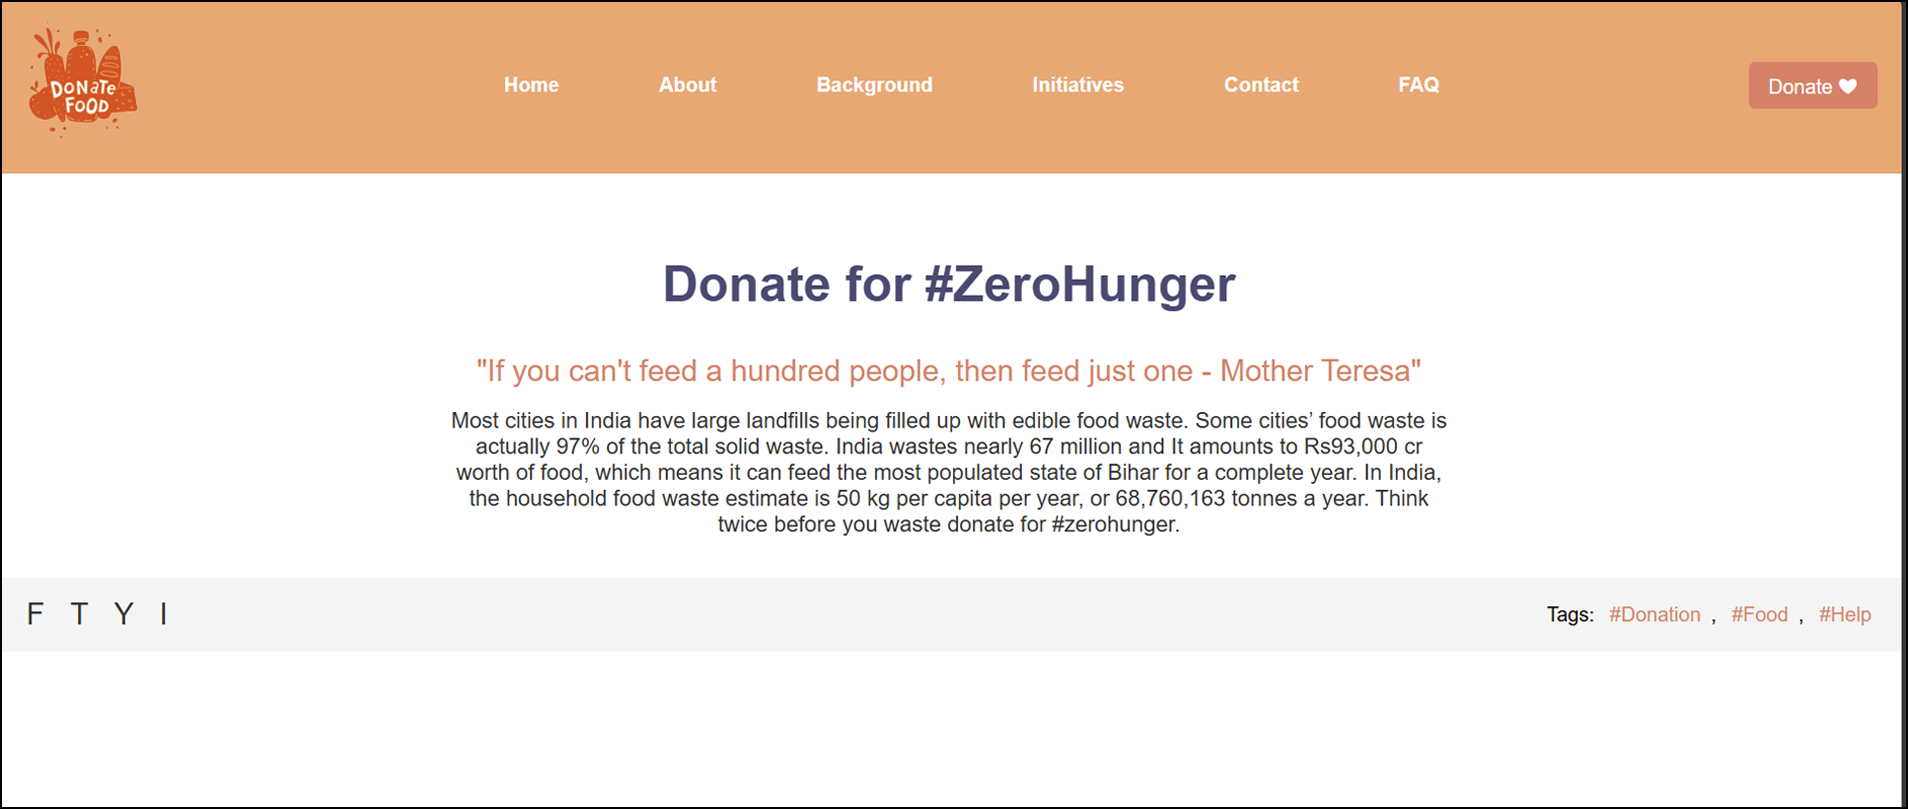 DONaTE
FOOD
Home About Background Initiatives Contact FAQ
Donate
Donate for #ZeroHunger
"If you can't feed a hundred people, then feed just one - Mother Teresa"
Most cities in India have large landfills being filled up with edible food waste. Some cities’ food waste is
actually 97% of the total solid waste. India wastes nearly 67 million and It amounts to Rs93,000 cr
worth of food, which means it can feed the most populated state of Bihar for a complete year. In India,
the household food waste estimate is 50 kg per capita per year, or 68,760,163 tonnes a year. Think
twice before you waste donate for #zerohunger.
F T Y I
Tags: #Donation , #Food , #Help